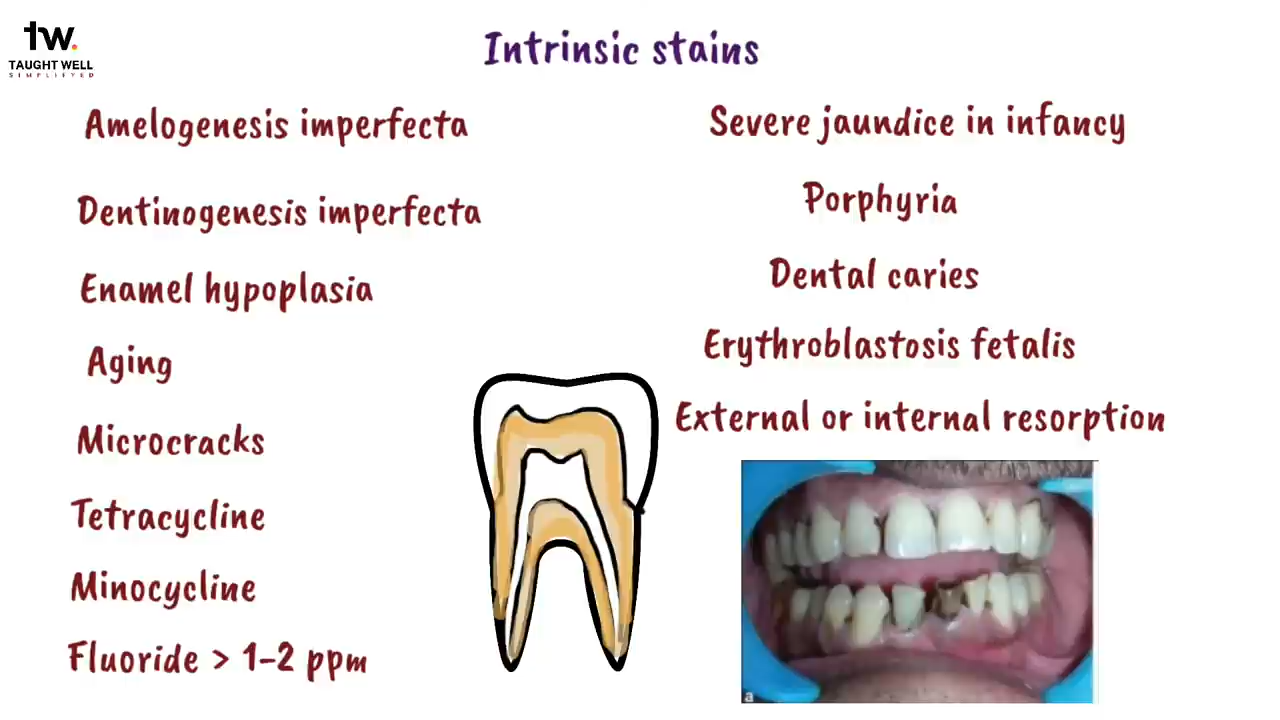 tw.
TAUGHT WELL
SIMPLIFYED
Intrinsic stains
Amelogenesis imperfecta
Dentinogenesis imperfecta
Enamel hypoplasia
Aging
Microcracks
Tetracycline
Minocycline
Fluoride > 1-2 ppm
Severe jaundice in infancy
Porphyria
Dental caries
Erythroblastosis fetalis
External or internal resorption
a